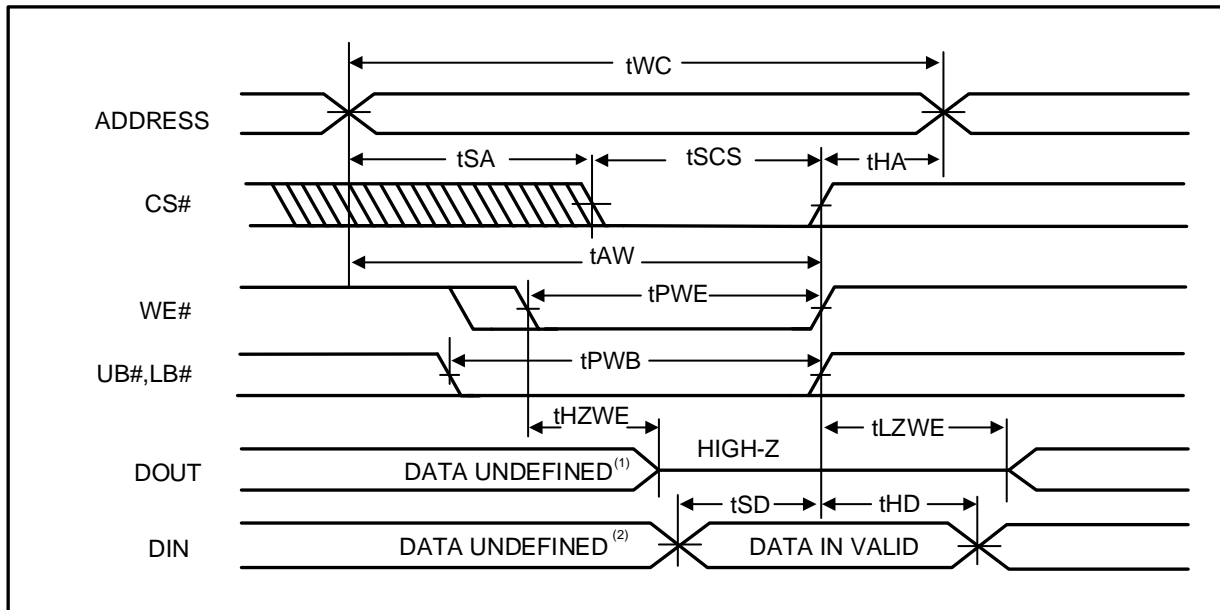 tWC
ADDRESS
tSA
tSCS
tHA
CS#
tAW
WE#
tPWE
UB#,LB#
tPWB
tHZWE
tLZWE
HIGH-Z
DOUT
DATA UNDEFINED(1)
tSD
tHD
DIN
DATA UNDEFINED(2)
DATA IN VALID